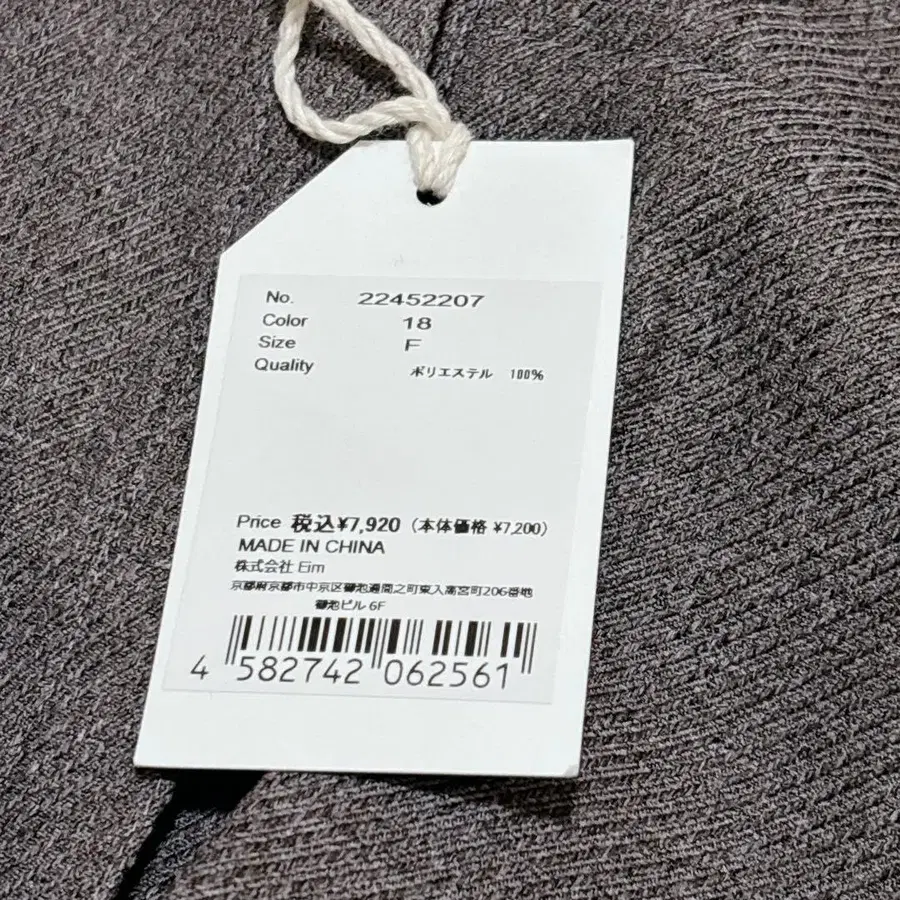 No. 22452207
Color 18
Size F
Quality ポリエステル 100%
Price 税込¥7,920（本体価格 ¥7,200）
MADE IN CHINA
株式会社 Eim
京都府京都市中京区御池通間之町東入高宮町206番地
御池ビル 6F
4 582742 062561